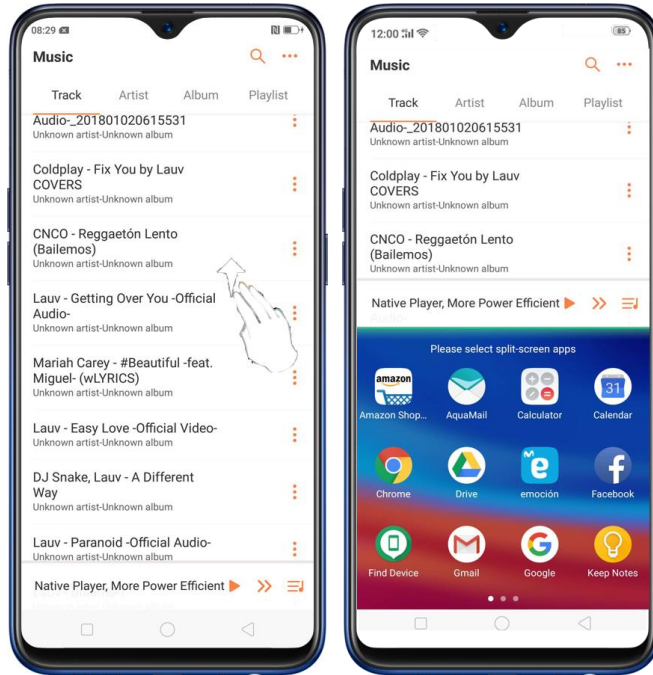 08:29
Music
Track Artist Album Playlist
Audio-_201801020615531
Unknown artist-Unknown album
Coldplay - Fix You by Lauv
COVERS
Unknown artist-Unknown album
CNCO - Reggaetón Lento
(Bailemos)
Unknown artist-Unknown album
Lauv - Getting Over You -Official
Audio-
Unknown artist-Unknown album
Mariah Carey - #Beautiful -feat.
Miguel- (wLYRICS)
Unknown artist-Unknown album
Lauv - Easy Love -Official Video-
Unknown artist-Unknown album
DJ Snake, Lauv - A Different
Way
Unknown artist-Unknown album
Lauv - Paranoid -Official Audio-
Unknown artist-Unknown album
Native Player, More Power Efficient
12:00
85
Music
Track Artist Album Playlist
Audio-_201801020615531
Unknown artist-Unknown album
Coldplay - Fix You by Lauv
COVERS
Unknown artist-Unknown album
CNCO - Reggaetón Lento
(Bailemos)
Unknown artist-Unknown album
Native Player, More Power Efficient
Please select split-screen apps
amazon
31
Amazon Shop... AquaMail Calculator Calendar
Chrome Drive emoción Facebook
Find Device Gmail Google Keep Notes